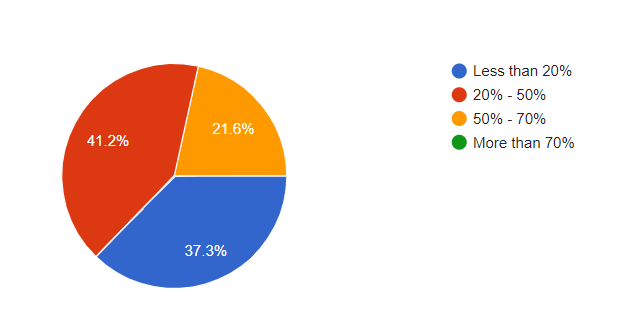 Less than 20%
20% - 50%
50% - 70%
More than 70%
41.2%
21.6%
37.3%